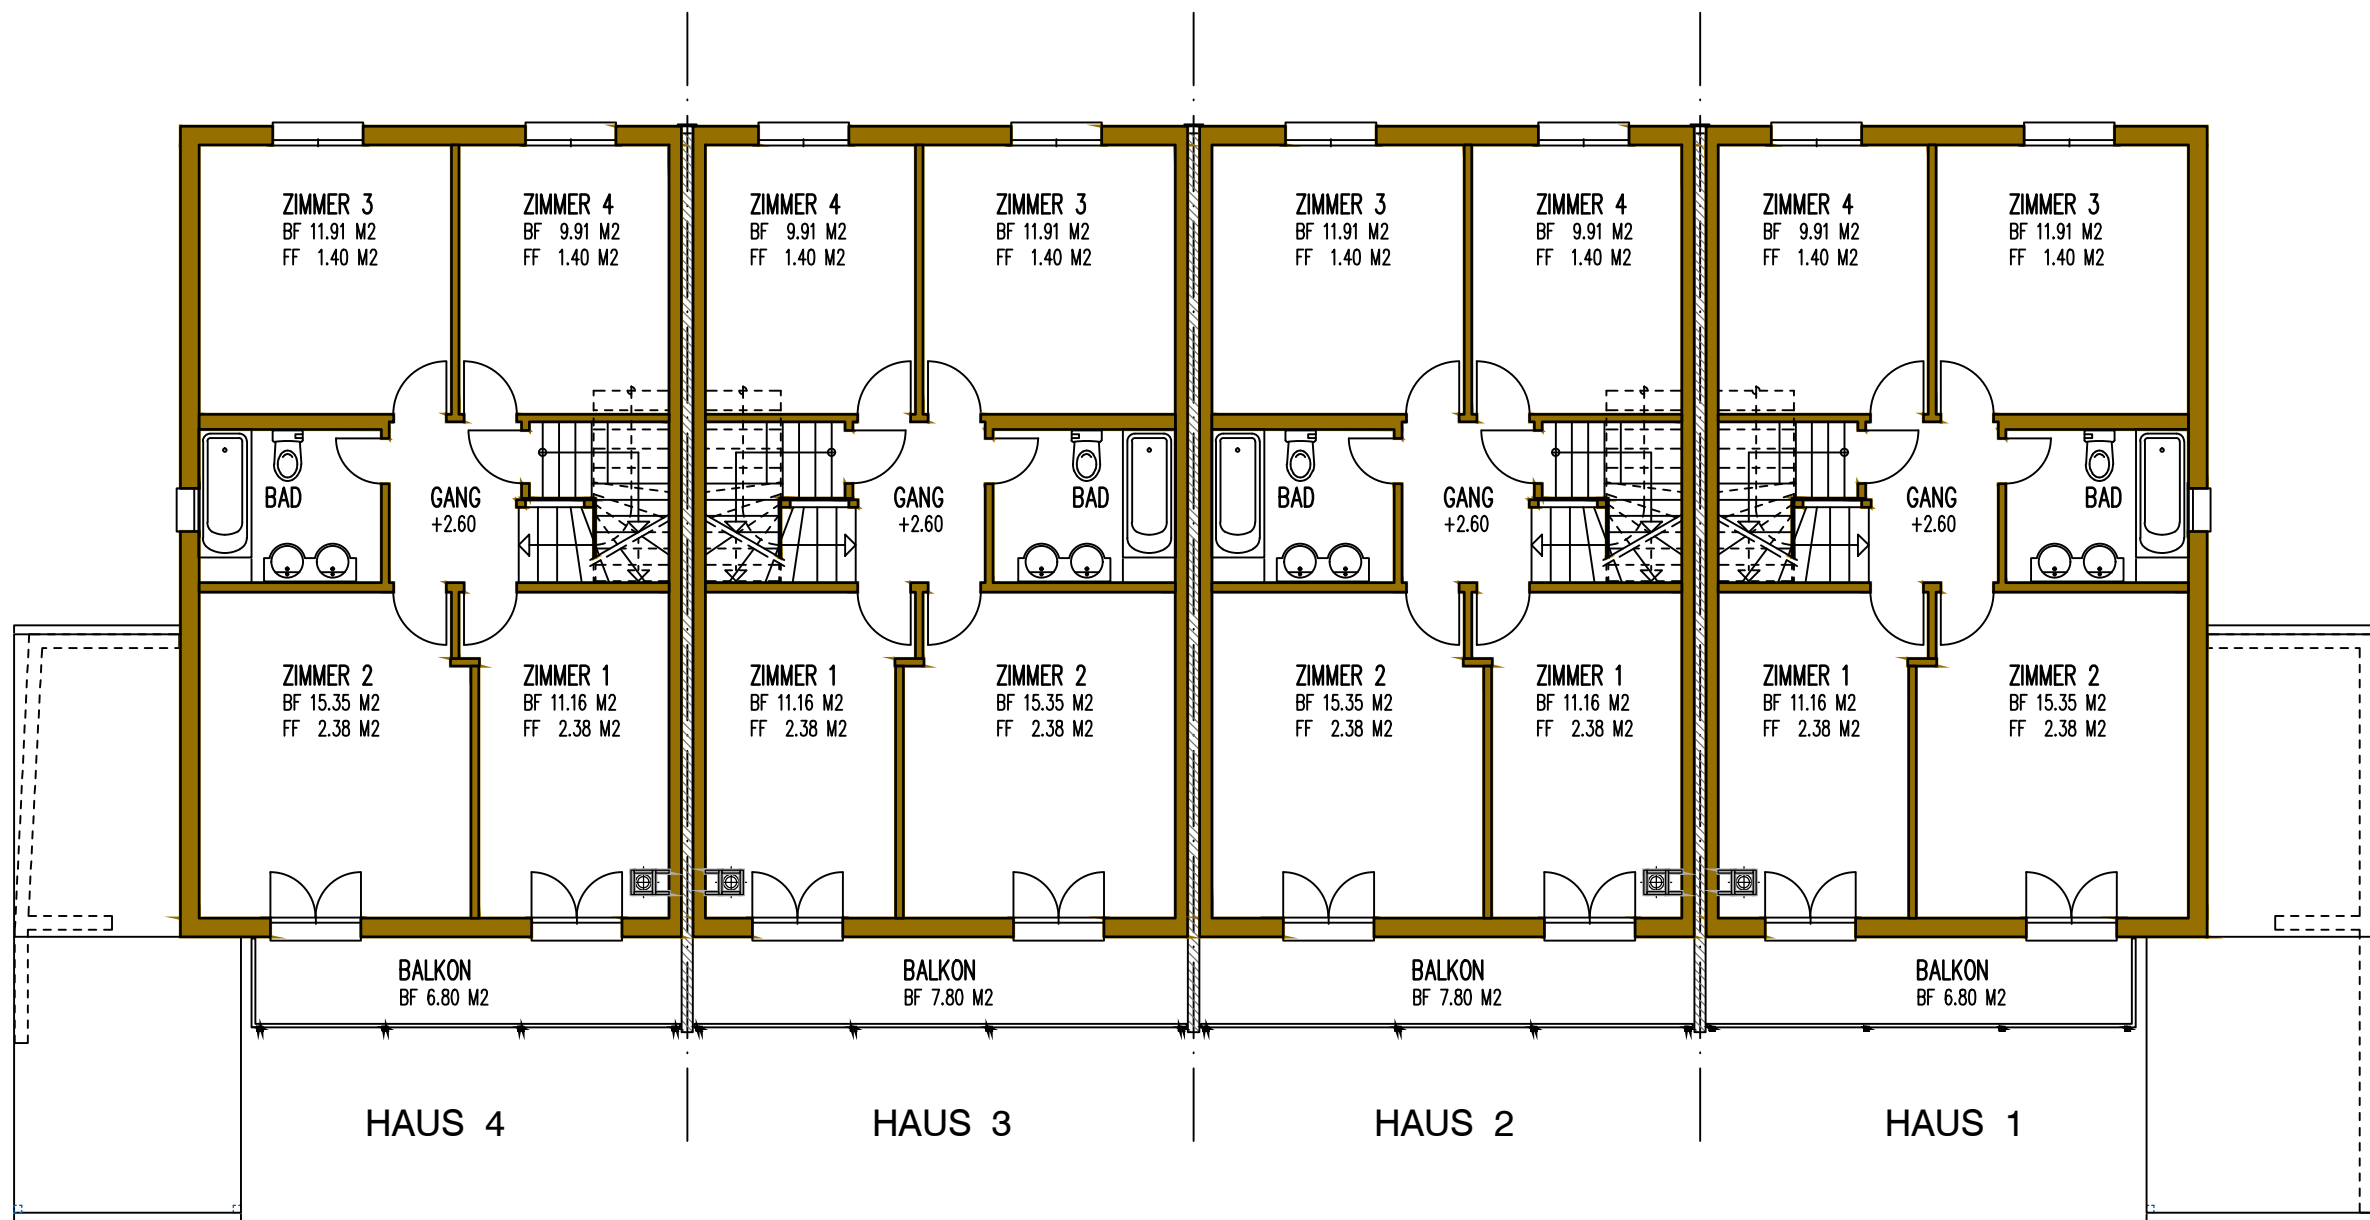 ZIMMER 3
BF 11.91 M2
FF 1.40 M2
ZIMMER 4
BF 9.91 M2
FF 1.40 M2
ZIMMER 4
BF 9.91 M2
FF 1.40 M2
ZIMMER 3
BF 11.91 M2
FF 1.40 M2
ZIMMER 3
BF 11.91 M2
FF 1.40 M2
ZIMMER 4
BF 9.91 M2
FF 1.40 M2
ZIMMER 4
BF 9.91 M2
FF 1.40 M2
ZIMMER 3
BF 11.91 M2
FF 1.40 M2
BAD
GANG
+2.60
GANG
+2.60
BAD
BAD
GANG
+2.60
GANG
+2.60
BAD
ZIMMER 2
BF 15.35 M2
FF 2.38 M2
ZIMMER 1
BF 11.16 M2
FF 2.38 M2
ZIMMER 1
BF 11.16 M2
FF 2.38 M2
ZIMMER 2
BF 15.35 M2
FF 2.38 M2
ZIMMER 2
BF 15.35 M2
FF 2.38 M2
ZIMMER 1
BF 11.16 M2
FF 2.38 M2
ZIMMER 1
BF 11.16 M2
FF 2.38 M2
ZIMMER 2
BF 15.35 M2
FF 2.38 M2
BALKON
BF 6.80 M2
BALKON
BF 7.80 M2
BALKON
BF 7.80 M2
BALKON
BF 6.80 M2
HAUS 4
HAUS 3
HAUS 2
HAUS 1